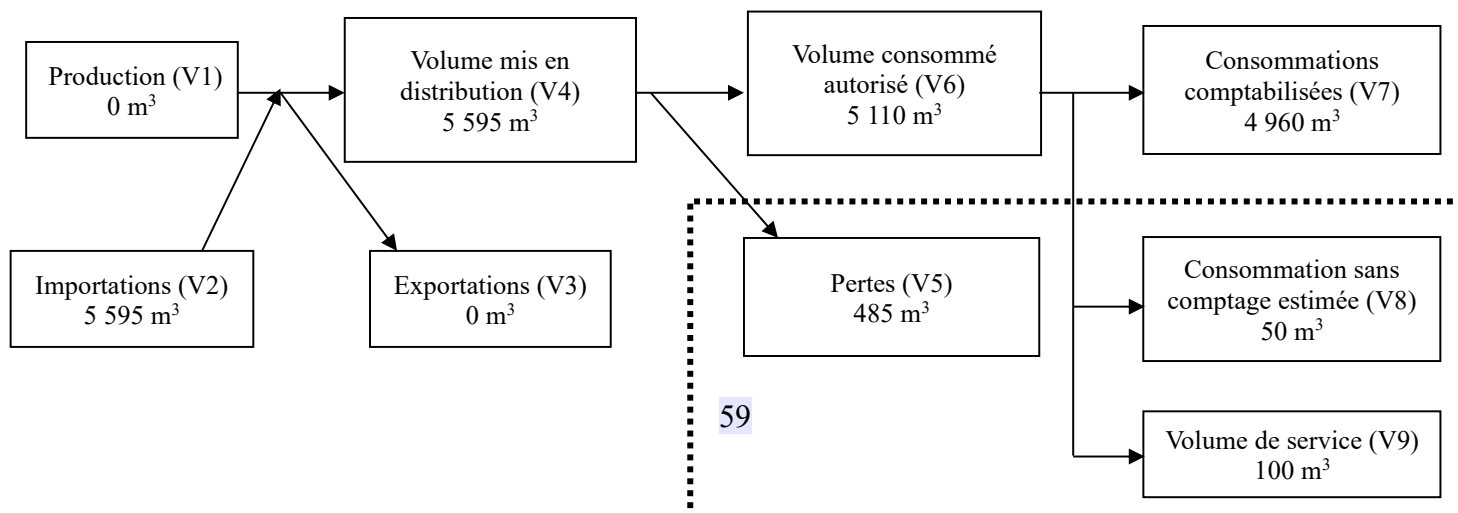 Production (V1)
0 m³
Volume mis en
distribution (V4)
5 595 m³
Volume consommé
autorisé (V6)
5 110 m³
Consommations
comptabilisées (V7)
4 960 m³
Importations (V2)
5 595 m³
Exportations (V3)
0 m³
Pertes (V5)
485 m³
Consommation sans
comptage estimée (V8)
50 m³
59
Volume de service (V9)
100 m³